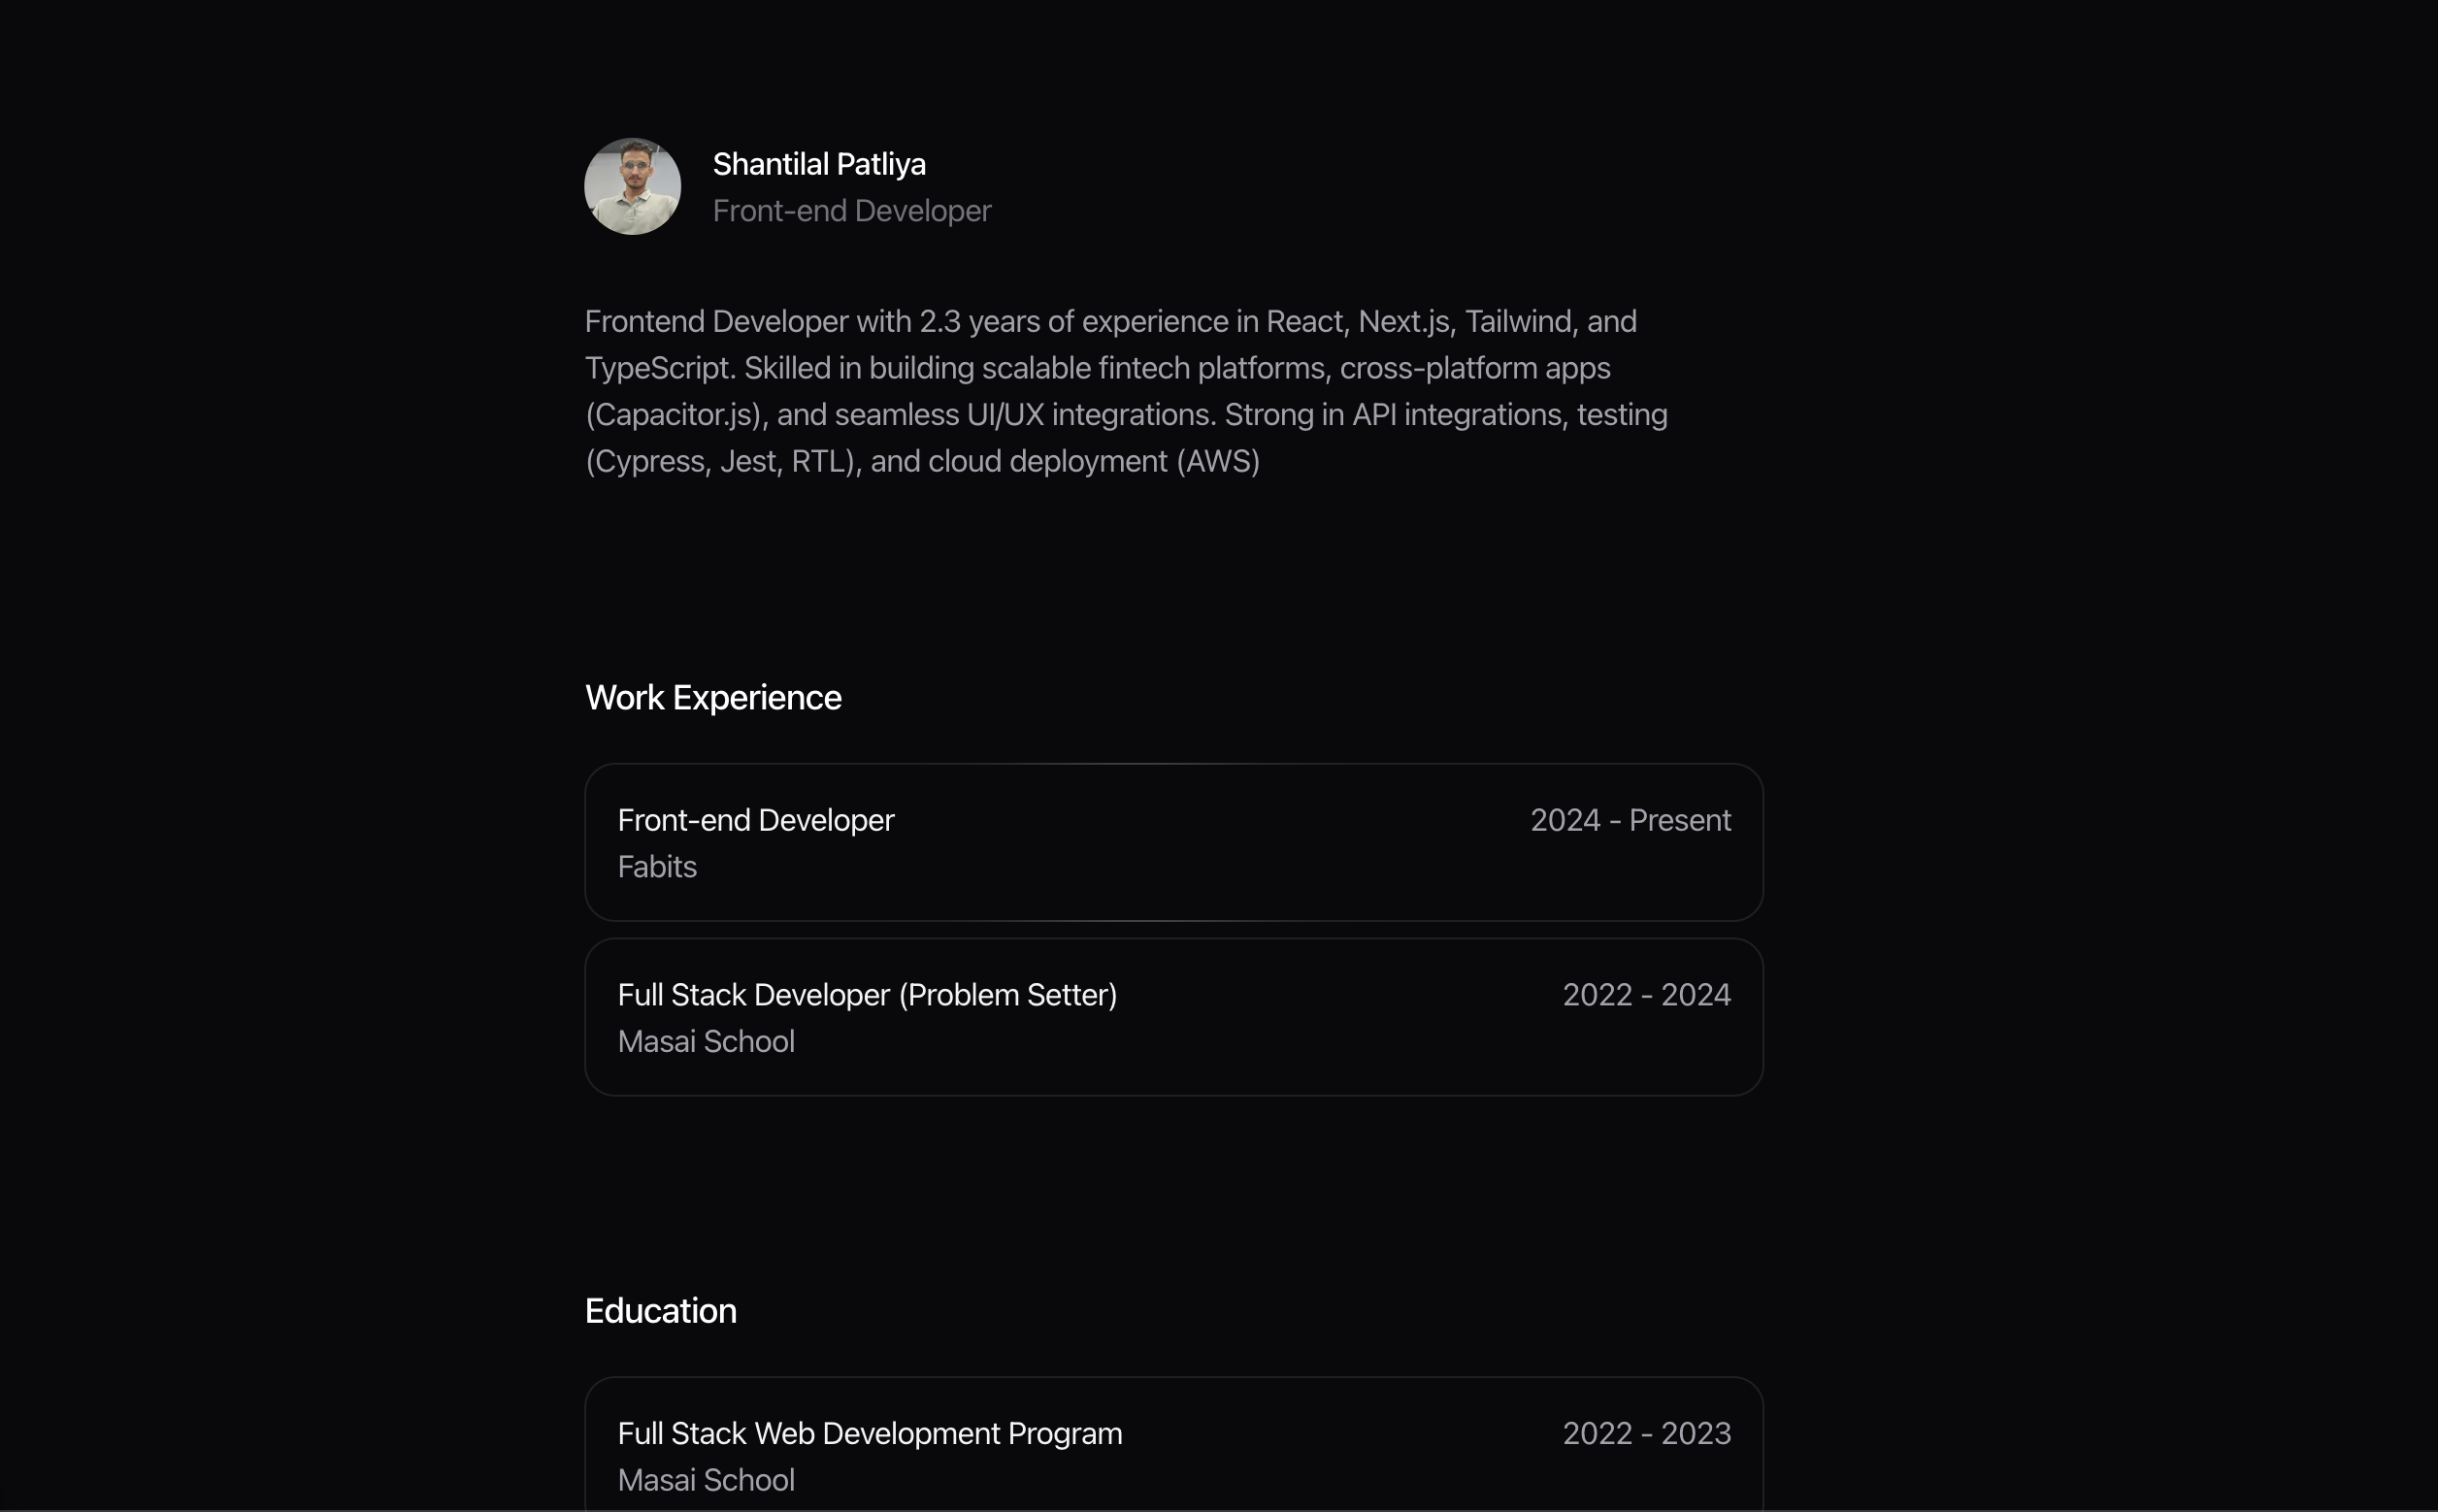 Shantilal Patliya
Front-end Developer
Frontend Developer with 2.3 years of experience in React, Next.js, Tailwind, and
TypeScript. Skilled in building scalable fintech platforms, cross-platform apps
(Capacitor.js), and seamless UI/UX integrations. Strong in API integrations, testing
(Cypress, Jest, RTL), and cloud deployment (AWS)
Work Experience
Front-end Developer 2024 - Present
Fabits
Full Stack Developer (Problem Setter) 2022 - 2024
Masai School
Education
Full Stack Web Development Program 2022 - 2023
Masai School